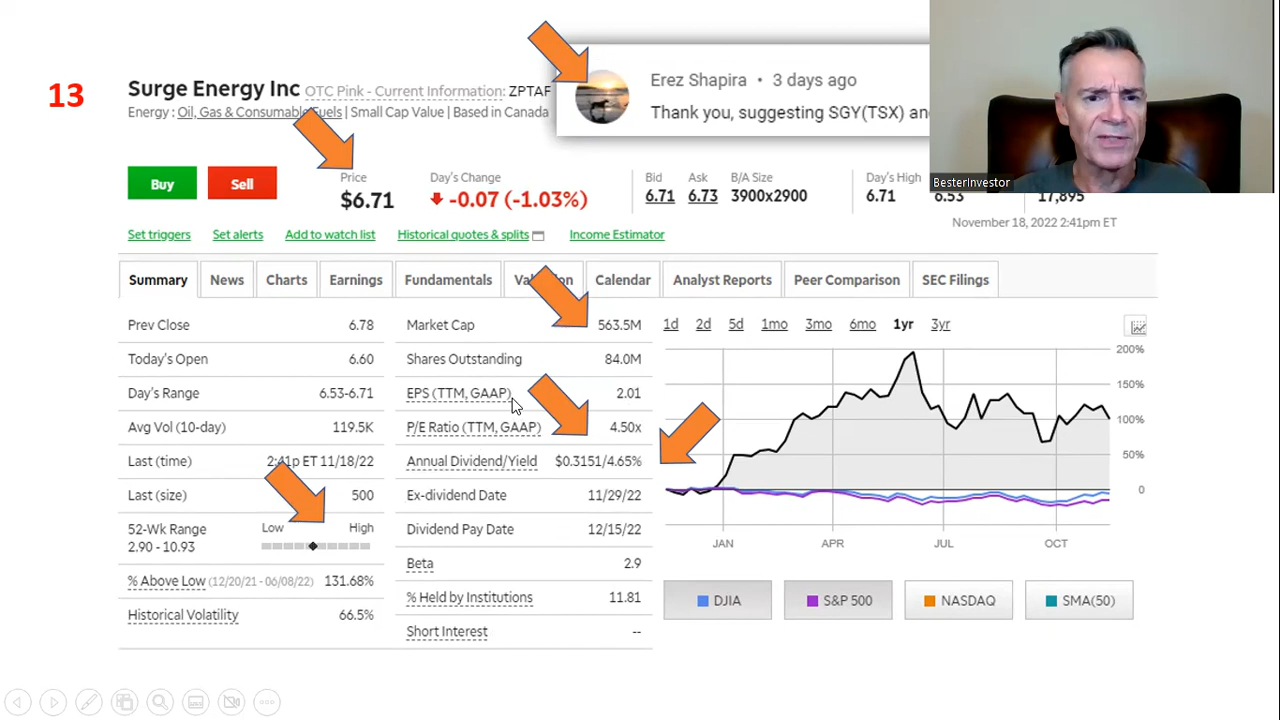 13
Surge Energy Inc OTC Pink - Current Information: ZPTAF
Energy : Oil, Gas & Consumable Fuels | Small Cap Value | Based in Canada
Erez Shapira • 3 days ago
Thank you, suggesting SGY(TSX) an
BesterInvestor
Buy
Sell
Price
$6.71
Day's Change
-0.07 (-1.03%)
Bid
6.71
Ask
6.73
B/A Size
3900x2900
Day's High
6.71
6.53
17,895
November 18, 2022 2:41pm ET
Set triggers
Set alerts
Add to watch list
Historical quotes & splits
Income Estimator
Summary
News
Charts
Earnings
Fundamentals
Calendar
Analyst Reports
Peer Comparison
SEC Filings
Prev Close 6.78
Today's Open 6.60
Day's Range 6.53-6.71
Avg Vol (10-day) 119.5K
Last (time) 2:41p ET 11/18/22
Last (size) 500
52-Wk Range
2.90 - 10.93
Low High
% Above Low (12/20/21 - 06/08/22) 131.68%
Historical Volatility 66.5%
Market Cap 563.5M
Shares Outstanding 84.0M
EPS (TTM, GAAP) 2.01
P/E Ratio (TTM, GAAP) 4.50x
Annual Dividend/Yield $0.3151/4.65%
Ex-dividend Date 11/29/22
Dividend Pay Date 12/15/22
Beta 2.9
% Held by Institutions 11.81
Short Interest --
1d 2d 5d 1mo 3mo 6mo 1yr 3yr
200%
150%
100%
50%
0
JAN APR JUL OCT
DJIA
S&P 500
NASDAQ
SMA(50)